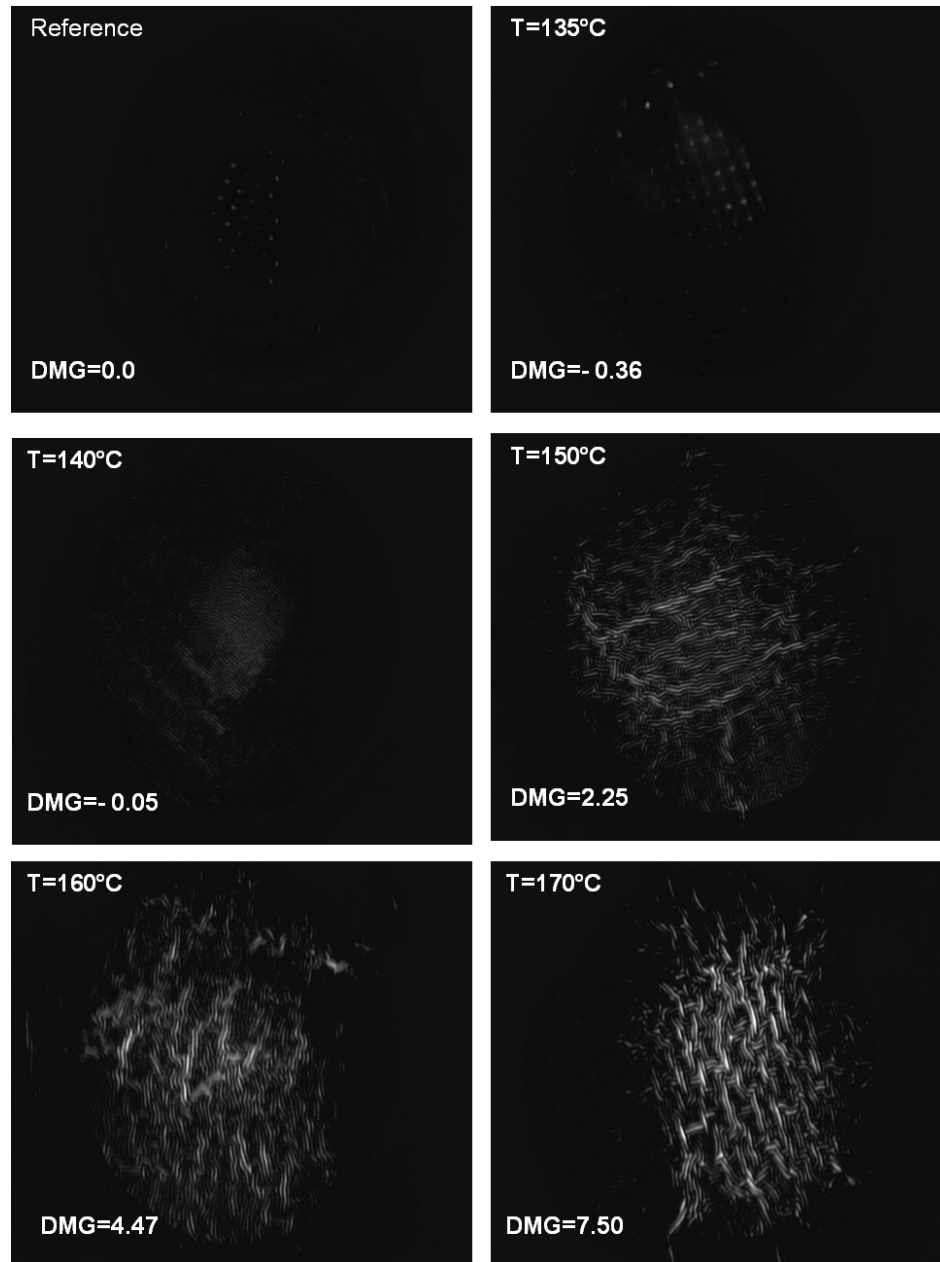 Reference
DMG=0.0
T=135°C
DMG=- 0.36
T=140°C
DMG=- 0.05
T=150°C
DMG=2.25
T=160°C
DMG=4.47
T=170°C
DMG=7.50